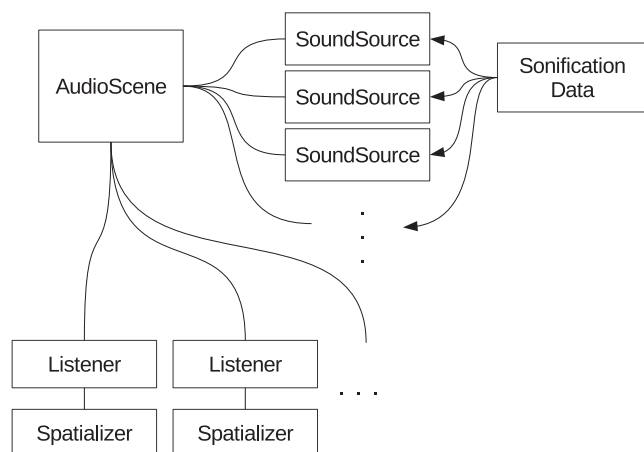 AudioScene
SoundSource
SoundSource
SoundSource
Sonification
Data
. . .
Listener
Listener
. . .
Spatializer
Spatializer